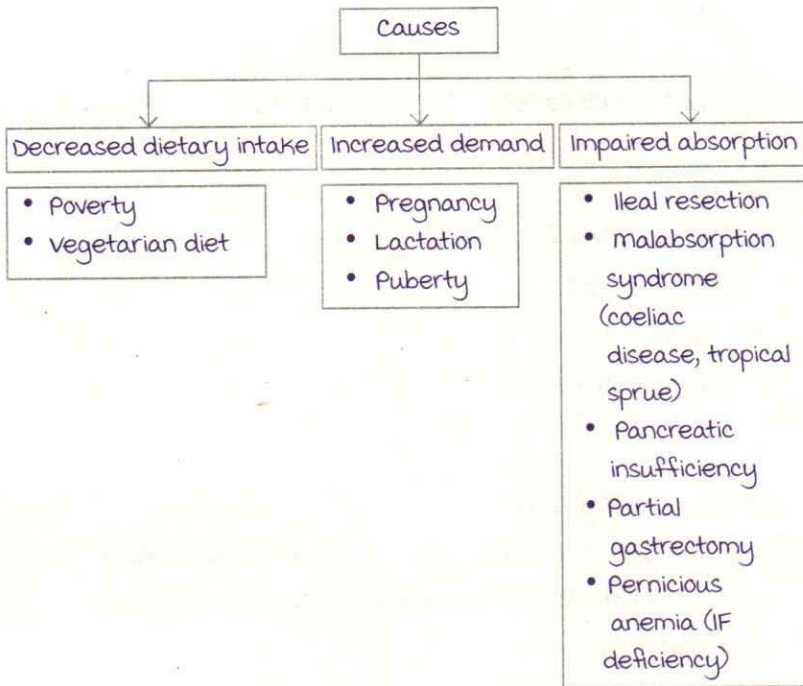 Causes
Decreased dietary intake
Increased demand
Impaired absorption
• Poverty
• Vegetarian diet
• Pregnancy
• Lactation
• Puberty
• Ileal resection
• malabsorption
syndrome
(coeliac
disease, tropical
sprue)
• Pancreatic
insufficiency
• Partial
gastrectomy
• Pernicious
anemia (IF
deficiency)